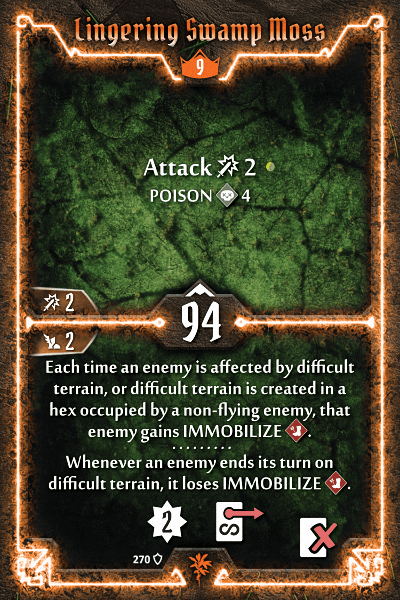 Lingering Swamp Moss
9
Attack 2
POISON 4
2
94
2
Each time an enemy is affected by difficult
terrain, or difficult terrain is created in a
hex occupied by a non-flying enemy, that
enemy gains IMMOBILIZE .
Whenever an enemy ends its turn on
difficult terrain, it loses IMMOBILIZE .
2
270